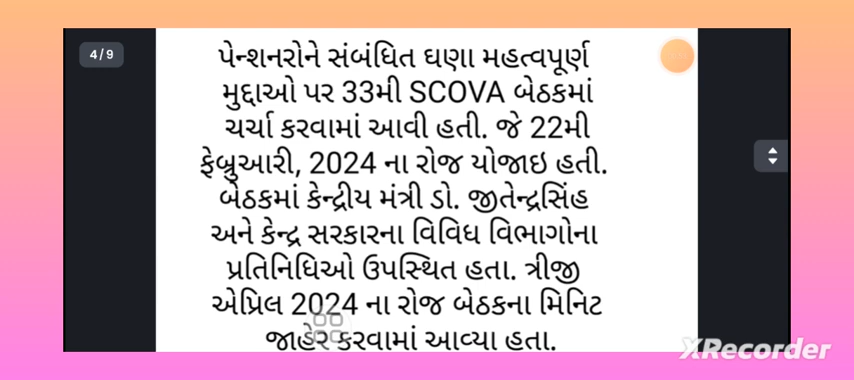 4/9
પેન્શનરોને સંબંધિત ઘણા મહત્વપૂર્ણ
મુદ્દાઓ પર 33મી SCOVA બેઠકમાં
ચર્ચા કરવામાં આવી હતી. જે 22મી
ફેબ્રુઆરી, 2024 ના રોજ યોજાઇ હતી.
બેઠકમાં કેન્દ્રીય મંત્રી ડો. જીતેન્દ્રસિંહ
અને કેન્દ્ર સરકારના વિવિધ વિભાગોના
પ્રતિનિધિઓ ઉપસ્થિત હતા. ત્રીજી
એપ્રિલ 2024 ના રોજ બેઠકના મિનિટ
જાહેર કરવામાં આવ્યા હતા.
XRecorder